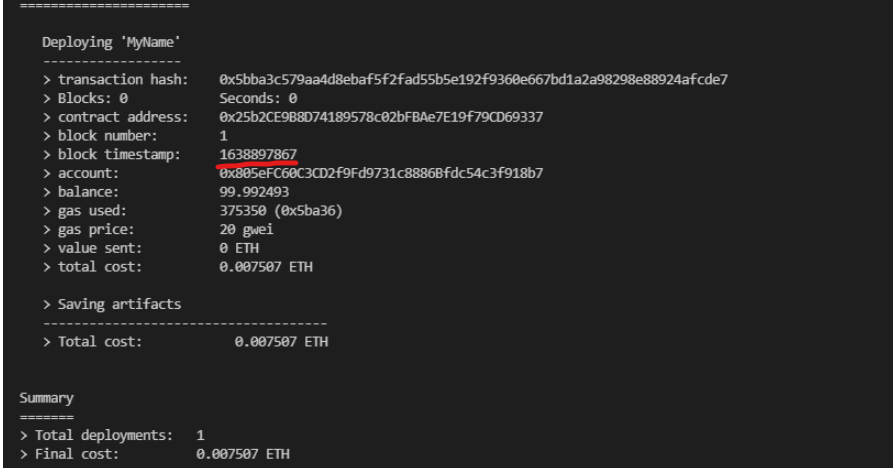 ======================
Deploying 'MyName'
------------------
> transaction hash: 0x5bba3c579aa4d8ebaf5f2fad55b5e192f9360e667bd1a2a98298e88924afcde7
> Blocks: 0 Seconds: 0
> contract address: 0x25b2CE9B8D74189578c02bFBAe7E19f79CD69337
> block number: 1
> block timestamp: 1638897867
> account: 0x805eFC60C3CD2f9Fd9731c8886Bfdc54c3f918b7
> balance: 99.992493
> gas used: 375350 (0x5ba36)
> gas price: 20 gwei
> value sent: 0 ETH
> total cost: 0.007507 ETH
> Saving artifacts
-------------------------------------
> Total cost: 0.007507 ETH
Summary
=======
> Total deployments: 1
> Final cost: 0.007507 ETH